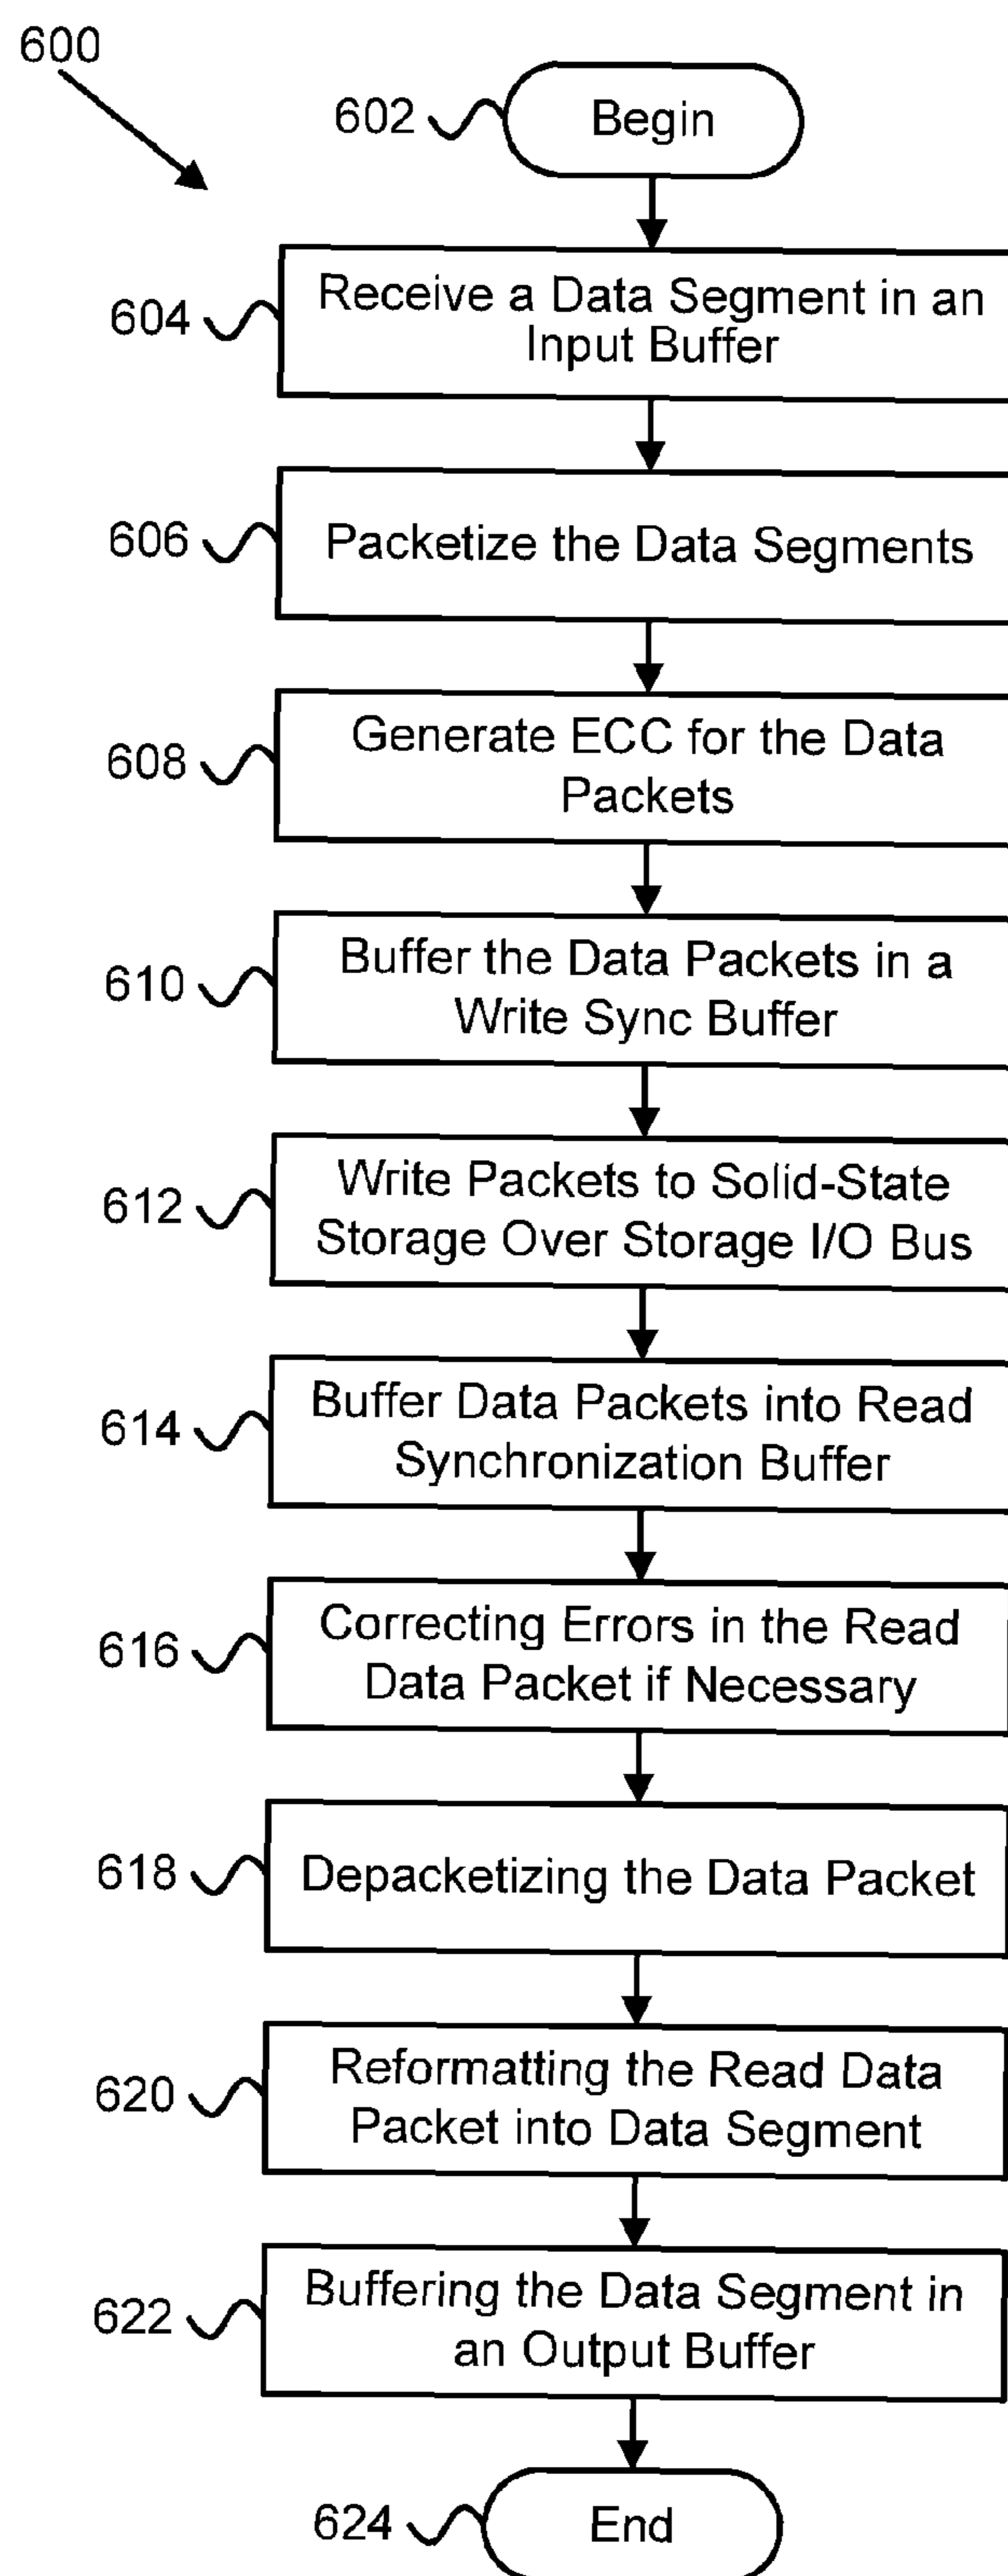 600
602
Begin
604
Receive a Data Segment in an
Input Buffer
606
Packetize the Data Segments
608
Generate ECC for the Data
Packets
610
Buffer the Data Packets in a
Write Sync Buffer
612
Write Packets to Solid-State
Storage Over Storage I/O Bus
614
Buffer Data Packets into Read
Synchronization Buffer
616
Correcting Errors in the Read
Data Packet if Necessary
618
Depacketizing the Data Packet
620
Reformatting the Read Data
Packet into Data Segment
622
Buffering the Data Segment in
an Output Buffer
624
End